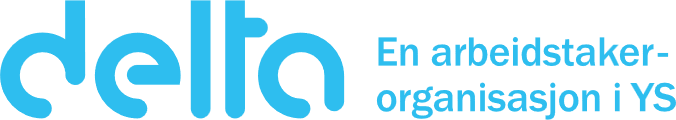 delta
En arbeidstaker-
organisasjon i YS